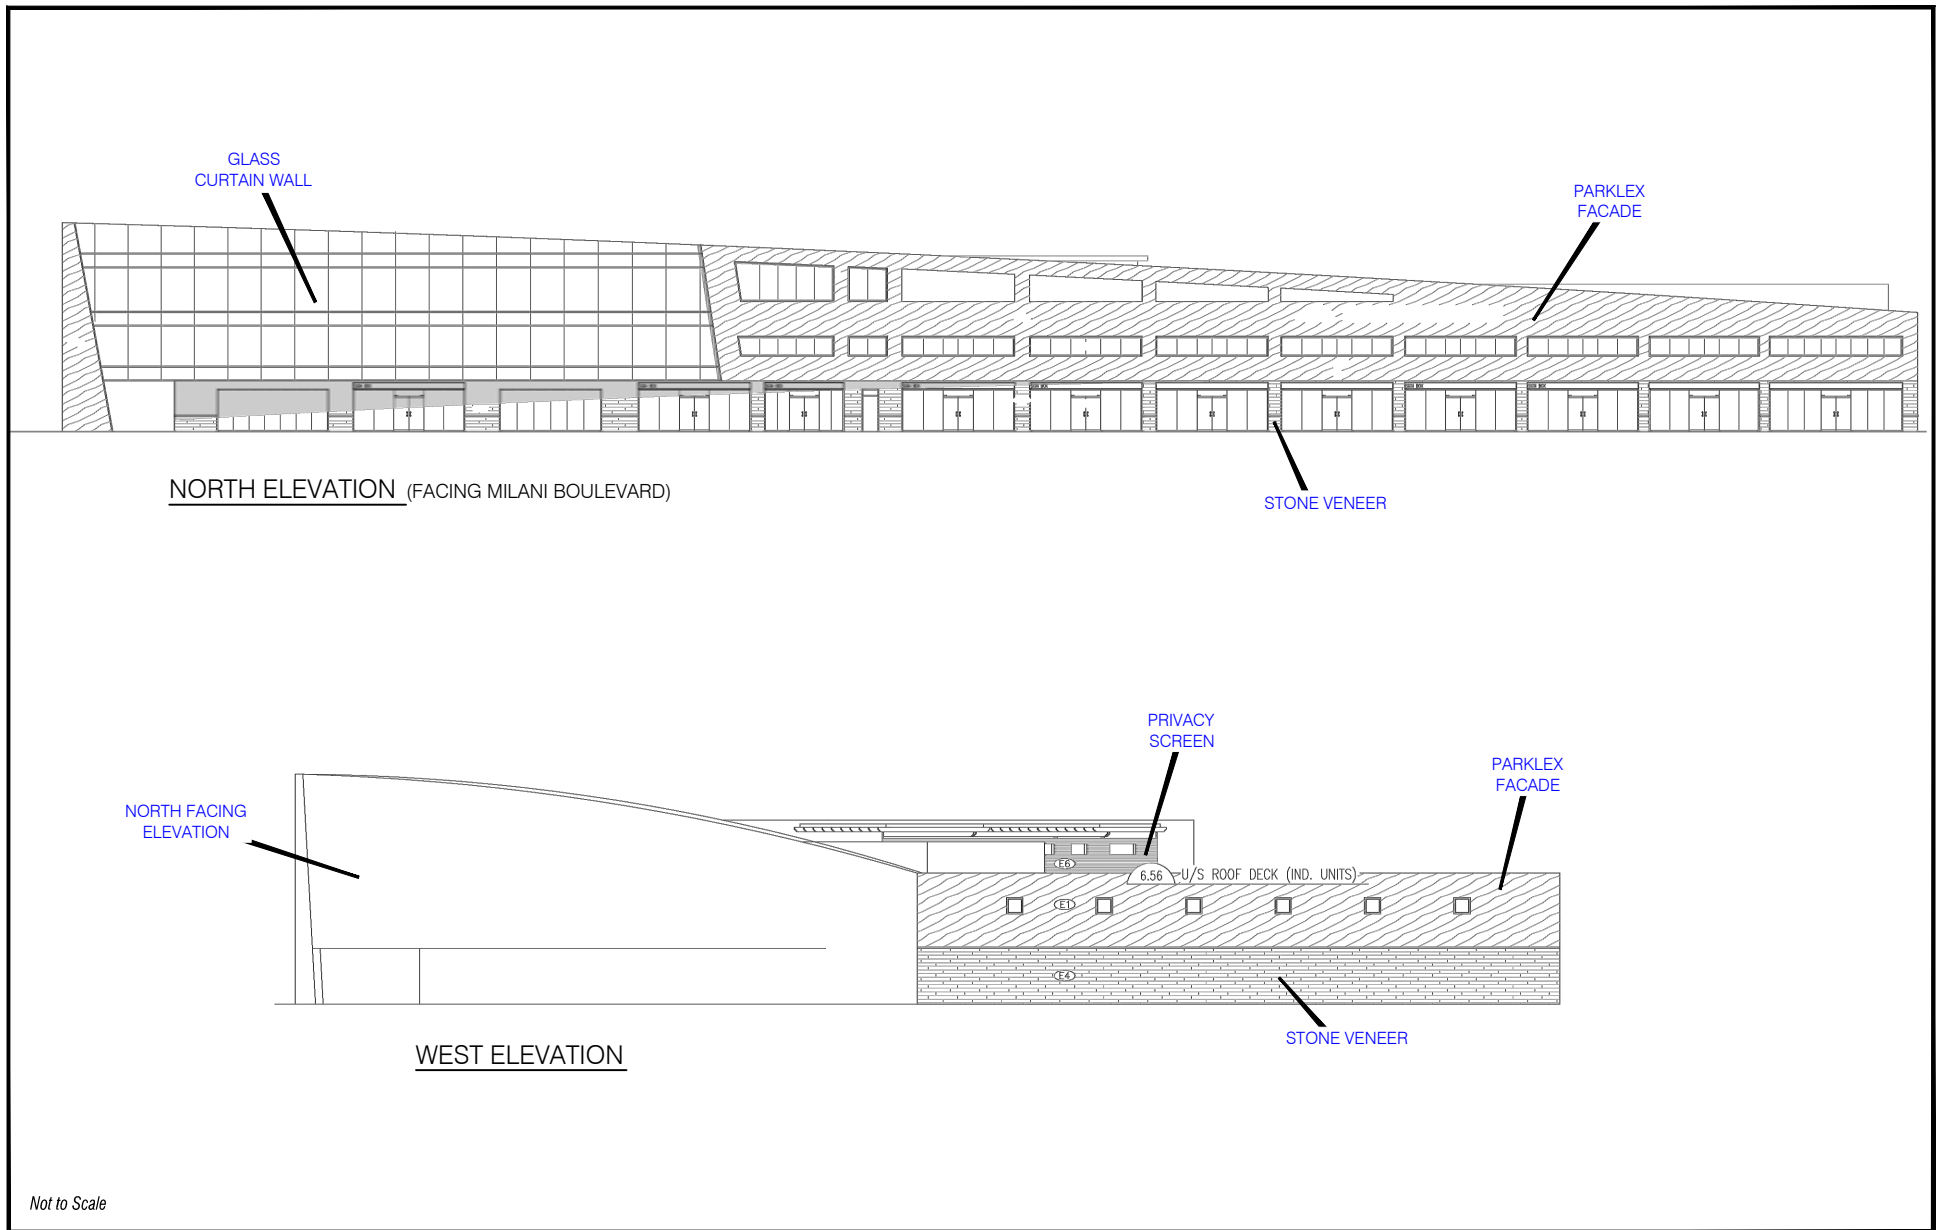 GLASS
CURTAIN WALL
PARKLEX
FACADE
STONE VENEER
NORTH ELEVATION (FACING MILANI BOULEVARD)
PRIVACY
SCREEN
PARKLEX
FACADE
NORTH FACING
ELEVATION
E6
6.56 U/S ROOF DECK (IND. UNITS)
E1
E4
STONE VENEER
WEST ELEVATION
Not to Scale